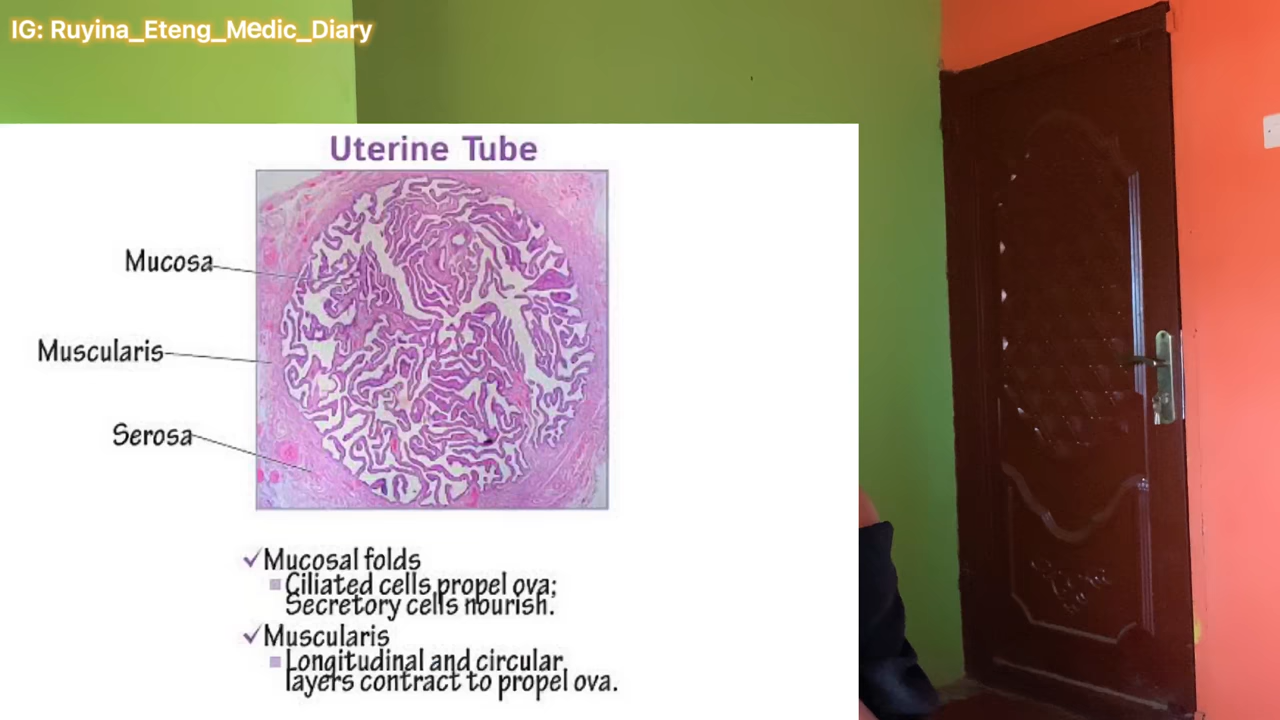 IG: Ruyina_Eteng_Medic_Diary
Uterine Tube
Mucosa
Muscularis
Serosa
✓Mucosal folds
Ciliated cells propel ova;
Secretory cells nourish.
✓Muscularis
Longitudinal and circular
layers contract to propel ova.